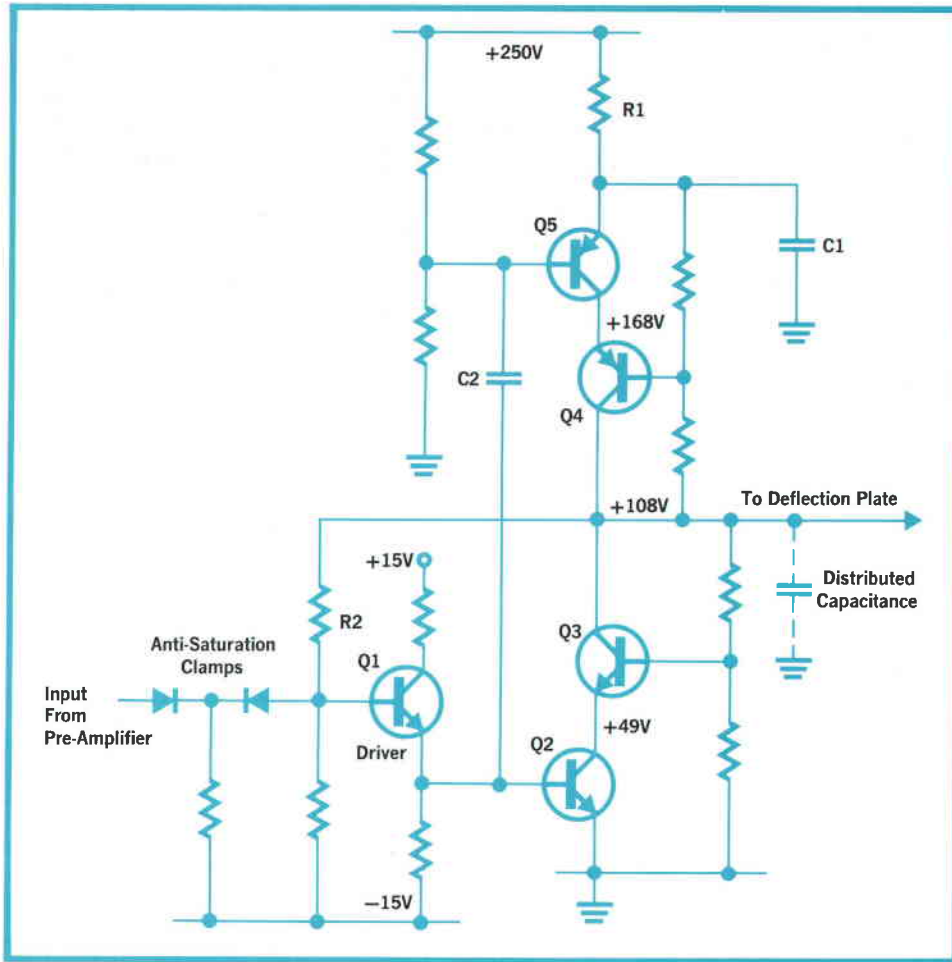 +250V
R1
Q5
C1
+168V
C2
Q4
To Deflection Plate
+108V
+15V
Distributed
Capacitance
R2
Q3
Anti-Saturation
Clamps
Q1
Input
From
Pre-Amplifier
+49V
Driver
Q2
−15V